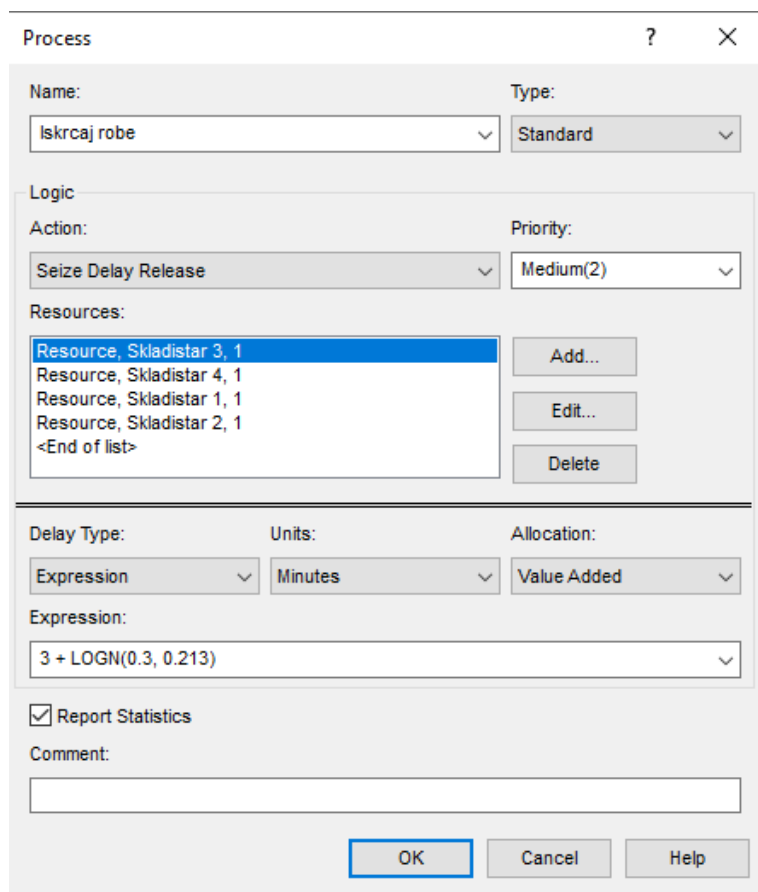 Process ?
Name: Type:
Iskrcaj robe Standard
Logic
Action: Priority:
Seize Delay Release Medium(2)
Resources:
Resource, Skladistar 3, 1
Resource, Skladistar 4, 1
Resource, Skladistar 1, 1
Resource, Skladistar 2, 1
<End of list>
Add...
Edit...
Delete
Delay Type: Units: Allocation:
Expression Minutes Value Added
Expression:
3 + LOGN(0.3, 0.213)
Report Statistics
Comment:
OK Cancel Help